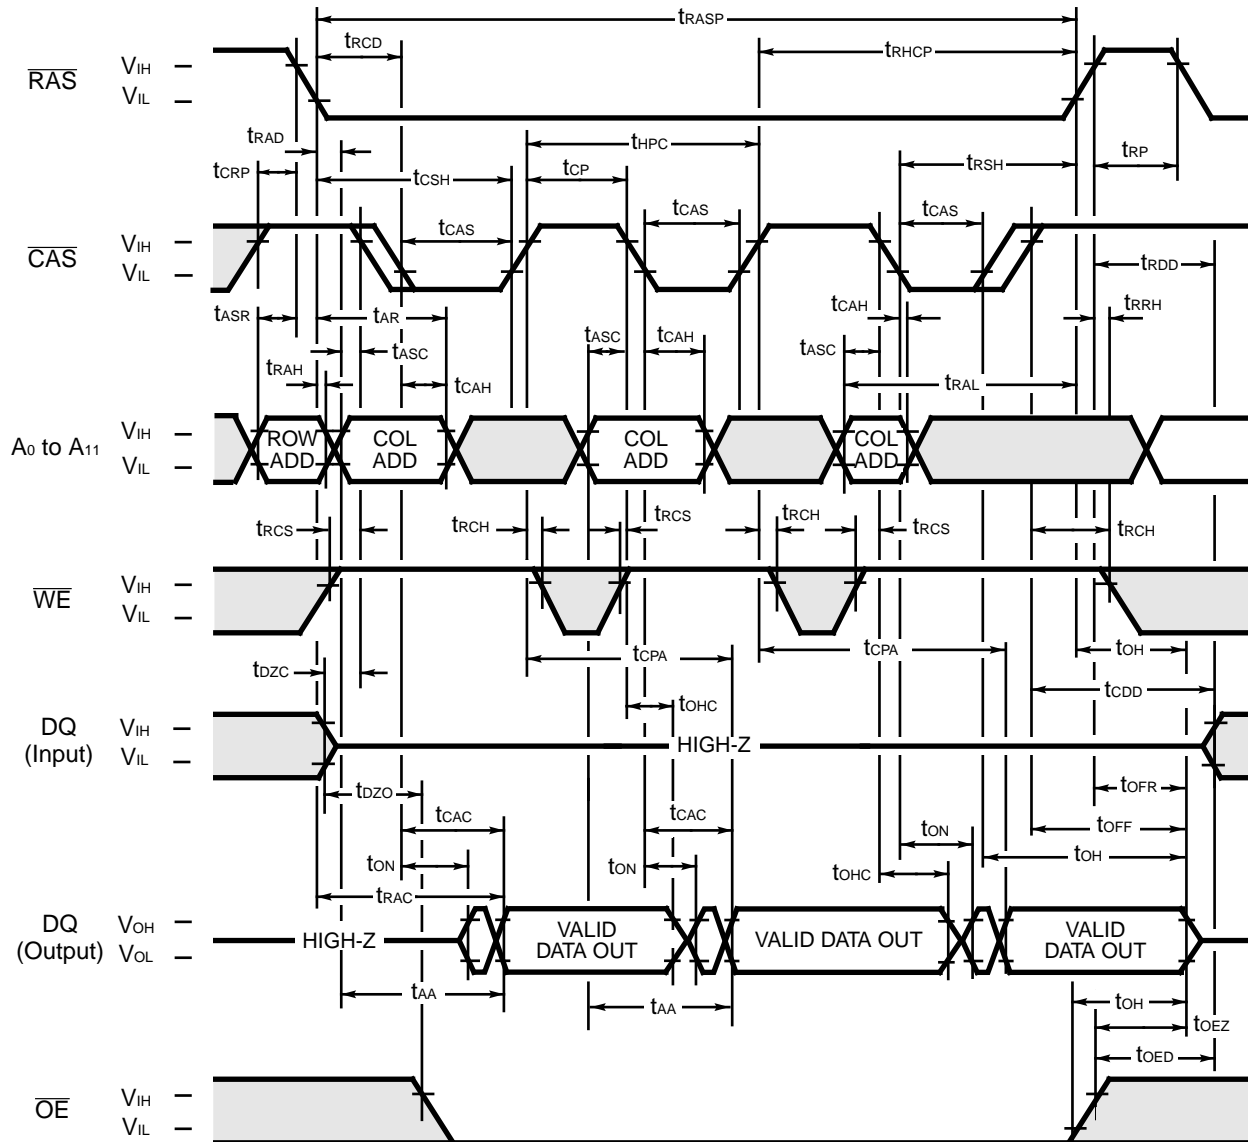 tRASP
tRCD
tRHCP
RAS
VIH
VIL
tRAD
tHPC
tCRP
tCSH
tCP
tRSH
tRP
CAS
VIH
VIL
tCAS
tCAS
tCAS
tRDD
tASR
tAR
tCAH
tRRH
tASC
tASC
tCAH
tASC
tRAH
tCAH
tRAL
A0 to A11
VIH
VIL
ROW ADD
COL ADD
COL ADD
COL ADD
tRCS
tRCH
tRCS
tRCH
tRCS
tRCH
WE
VIH
VIL
tCPA
tCPA
tOH
tDZC
tCDD
tOHC
DQ
(Input)
VIH
VIL
HIGH-Z
tDZO
tOFR
tCAC
tCAC
tOFF
tON
tON
tON
tOH
tOHC
tRAC
DQ
(Output)
VOH
VOL
HIGH-Z
VALID
DATA OUT
VALID DATA OUT
VALID
DATA OUT
tAA
tAA
tOH
tOEZ
tOED
OE
VIH
VIL